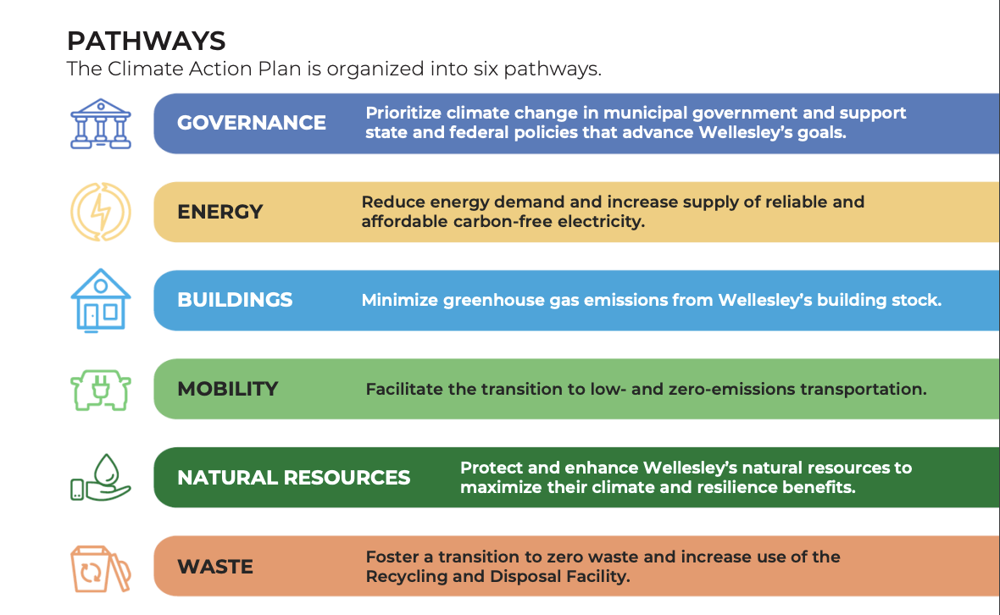 PATHWAYS
The Climate Action Plan is organized into six pathways.
GOVERNANCE
Prioritize climate change in municipal government and support
state and federal policies that advance Wellesley’s goals.
ENERGY
Reduce energy demand and increase supply of reliable and
affordable carbon-free electricity.
BUILDINGS
Minimize greenhouse gas emissions from Wellesley’s building stock.
MOBILITY
Facilitate the transition to low- and zero-emissions transportation.
NATURAL RESOURCES
Protect and enhance Wellesley’s natural resources to
maximize their climate and resilience benefits.
WASTE
Foster a transition to zero waste and increase use of the
Recycling and Disposal Facility.